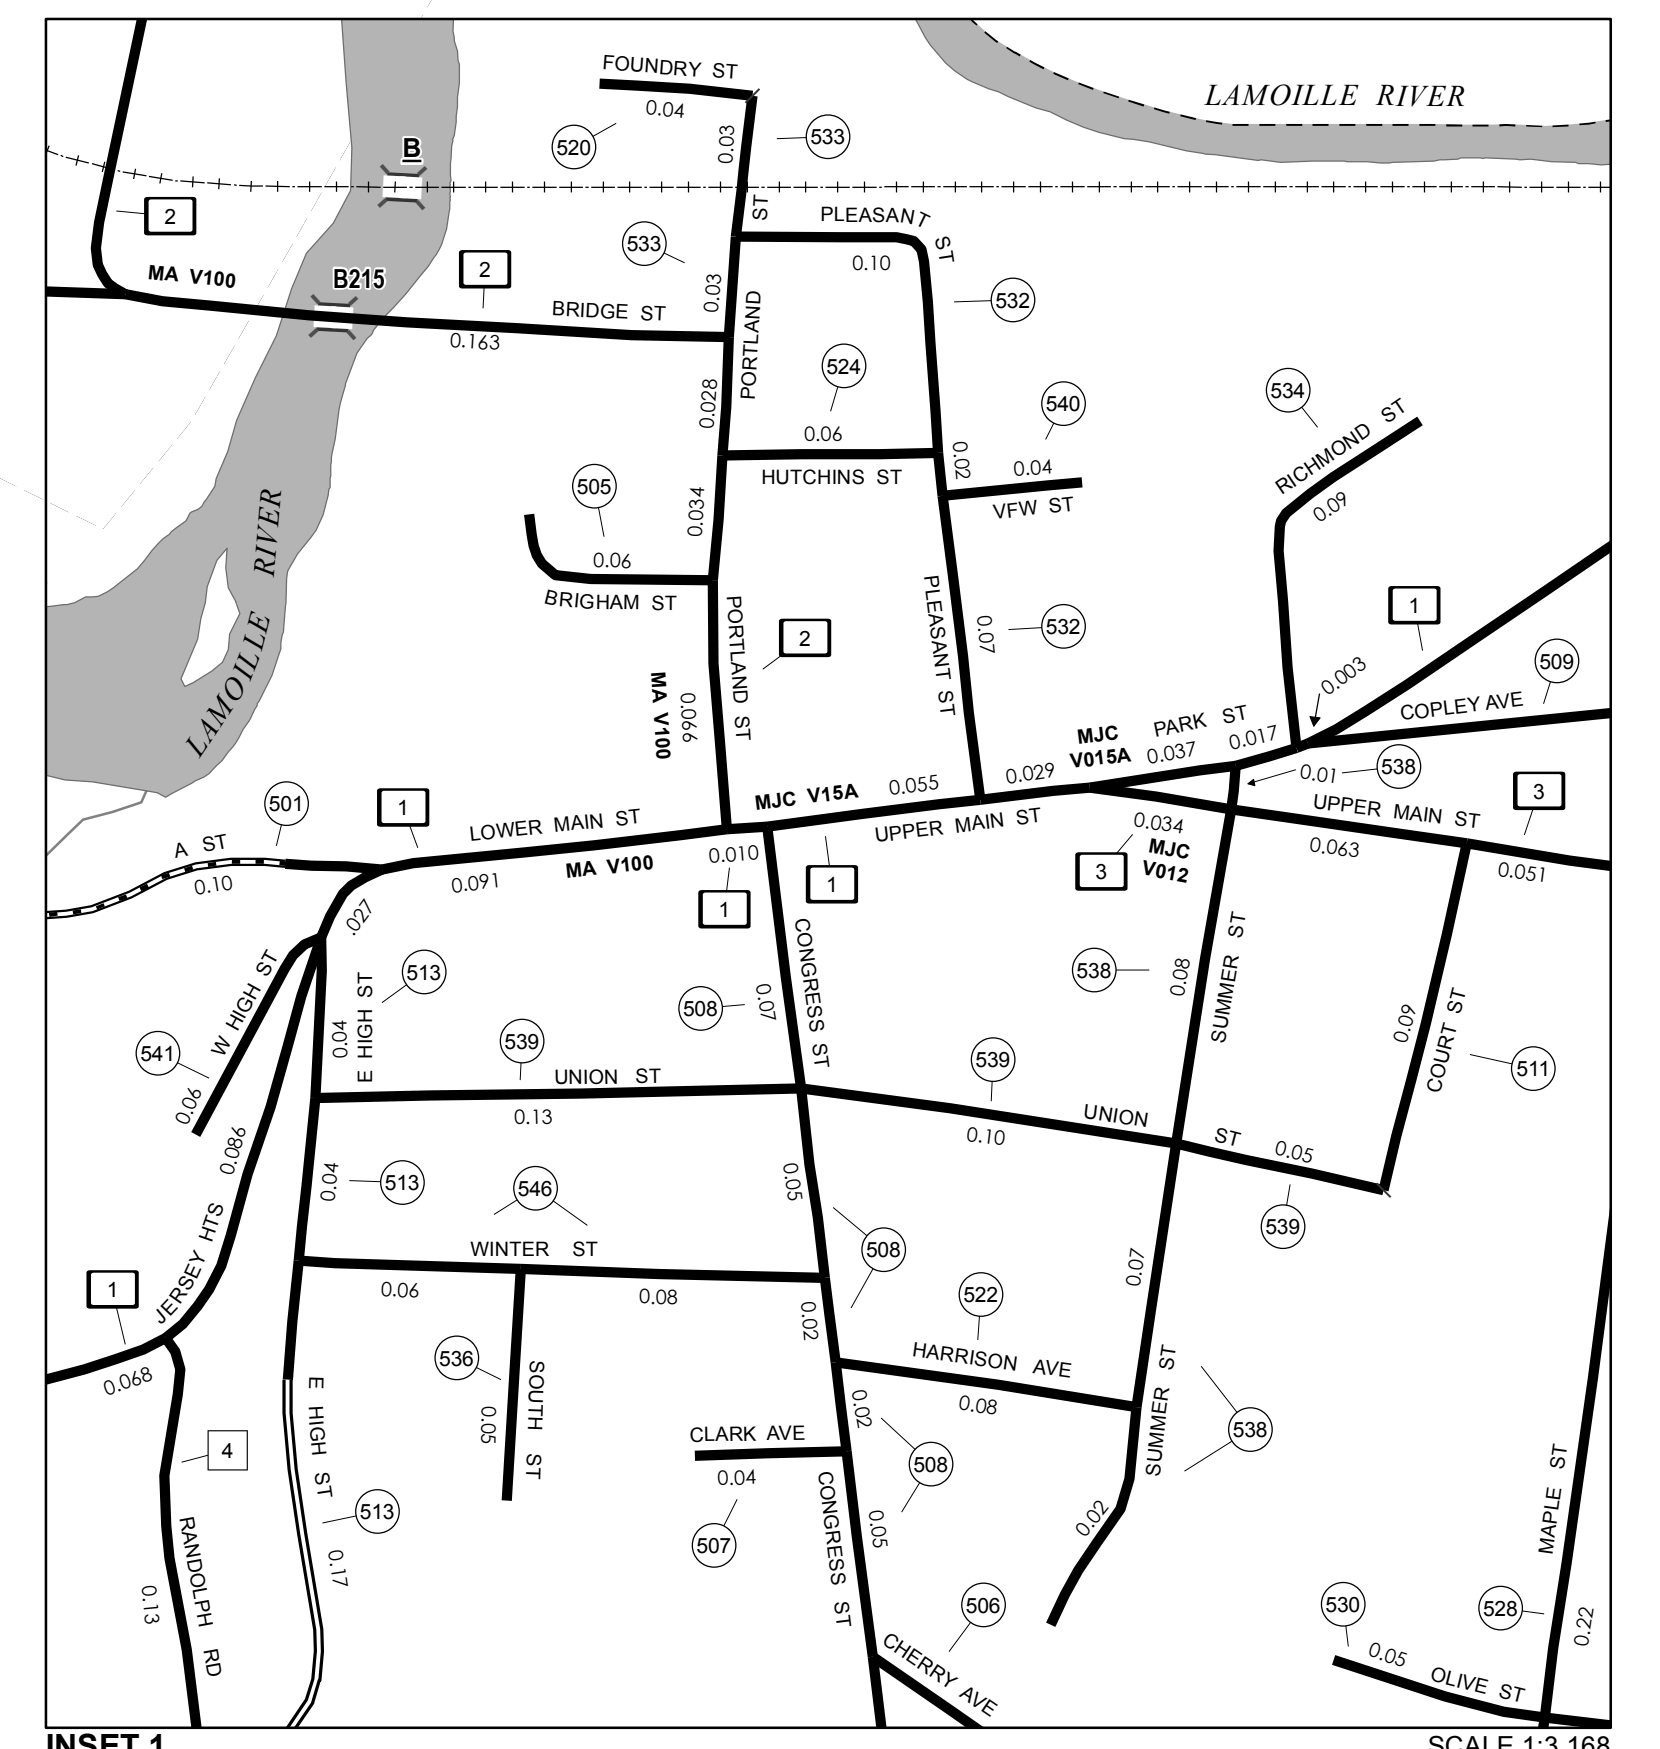 FOUNDRY ST
0.04
520
0.03
533
LAMOILLE RIVER
B
2
ST
PLEASANT ST
533
0.10
MA V100
B215
2
0.03
532
BRIDGE ST
0.163
PORTLAND
524
0.028
540
534
RICHMOND ST
0.06
0.02
0.04
HUTCHINS ST
505
VFW ST
0.09
0.034
LAMOILLE RIVER
0.06
BRIGHAM ST
PORTLAND ST
2
PLEASANT ST
0.07
532
1
509
0.003
MA V100
0.066
COPLEY AVE
PARK ST
MJC
V015A
0.037
0.017
0.01
538
0.029
3
501
1
MJC V15A
0.055
UPPER MAIN ST
LOWER MAIN ST
UPPER MAIN ST
0.034
A ST
0.10
0.091
MA V100
0.010
1
1
3
MJC
V012
0.063
0.051
.027
W HIGH ST
513
E HIGH ST
0.04
508
0.07
CONGRESS ST
538
0.08
SUMMER ST
0.09
COURT ST
511
541
0.06
539
UNION ST
0.13
539
0.10
UNION ST
0.05
539
0.086
0.04
513
546
0.05
508
JERSEY HTS
WINTER ST
0.06
0.08
0.07
1
0.068
0.02
522
HARRISON AVE
0.08
536
SOUTH ST
0.05
SUMMER ST
538
0.02
CLARK AVE
0.04
507
508
4
E HIGH ST
513
0.17
RANDOLPH RD
0.13
CONGRESS ST
0.05
0.02
MAPLE ST
506
CHERRY AVE
530
528
0.22
0.05
OLIVE ST
INSET 1
SCALE 1:3,168